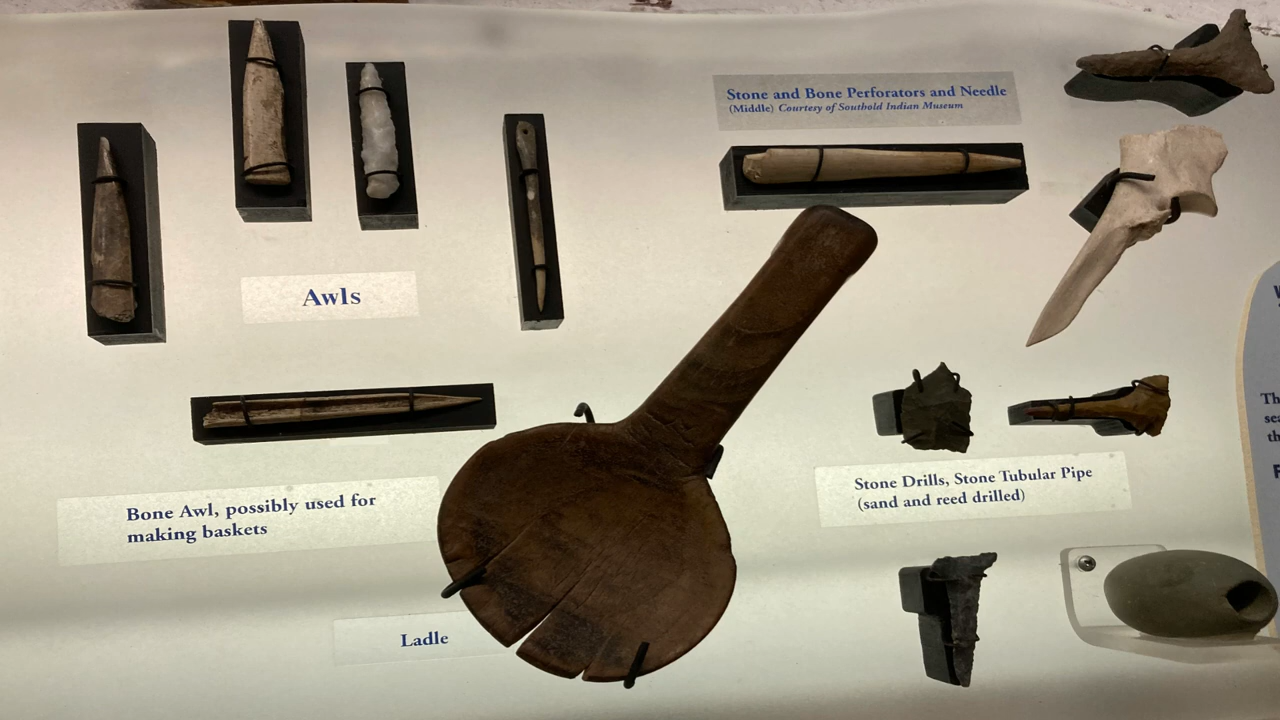 Stone and Bone Perforators and Needle
(Middle) Courtesy of Southold Indian Museum
Awls
Bone Awl, possibly used for
making baskets
Stone Drills, Stone Tubular Pipe
(sand and reed drilled)
Ladle